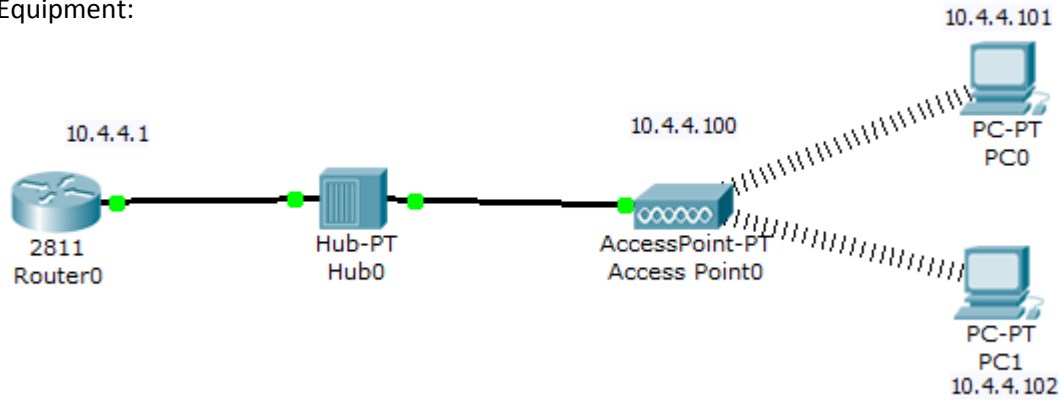 Equipment:
10.4.4.101
10.4.4.1
10.4.4.100
PC-PT
PC0
2811
Router0
Hub-PT
Hub0
AccessPoint-PT
Access Point0
PC-PT
PC1
10.4.4.102